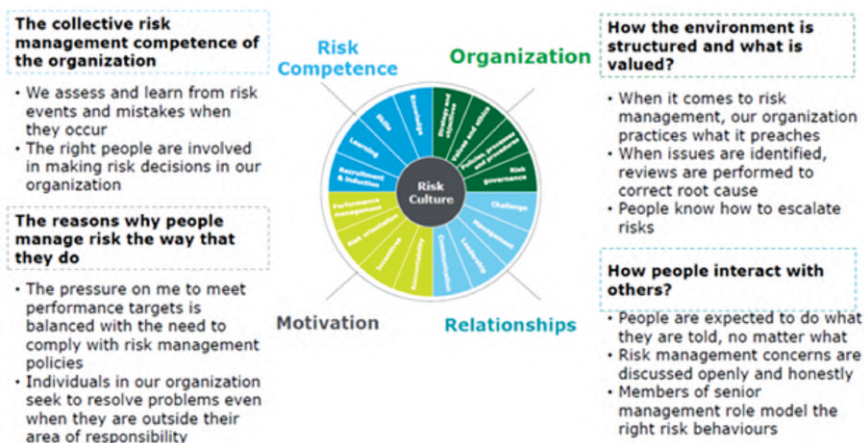 The collective risk
management competence of
the organization
• We assess and learn from risk
events and mistakes when
they occur
• The right people are involved
in making risk decisions in our
organization
The reasons why people
manage risk the way that
they do
• The pressure on me to meet
performance targets is
balanced with the need to
comply with risk management
policies
• Individuals in our organization
seek to resolve problems even
when they are outside their
area of responsibility
Risk
Competence
Organization
Knowledge
Skills
Learning
Recruitment
& induction
Strategy and
objectives
Values and ethics
Policies, processes
and procedures
Risk
governance
Risk
Culture
Performance
management
Risk orientation
Incentives
Accountability
Challenge
Management
Leadership
Communication
Motivation
Relationships
How the environment is
structured and what is
valued?
• When it comes to risk
management, our organization
practices what it preaches
• When issues are identified,
reviews are performed to
correct root cause
• People know how to escalate
risks
How people interact with
others?
• People are expected to do what
they are told, no matter what
• Risk management concerns are
discussed openly and honestly
• Members of senior
management role model the
right risk behaviours